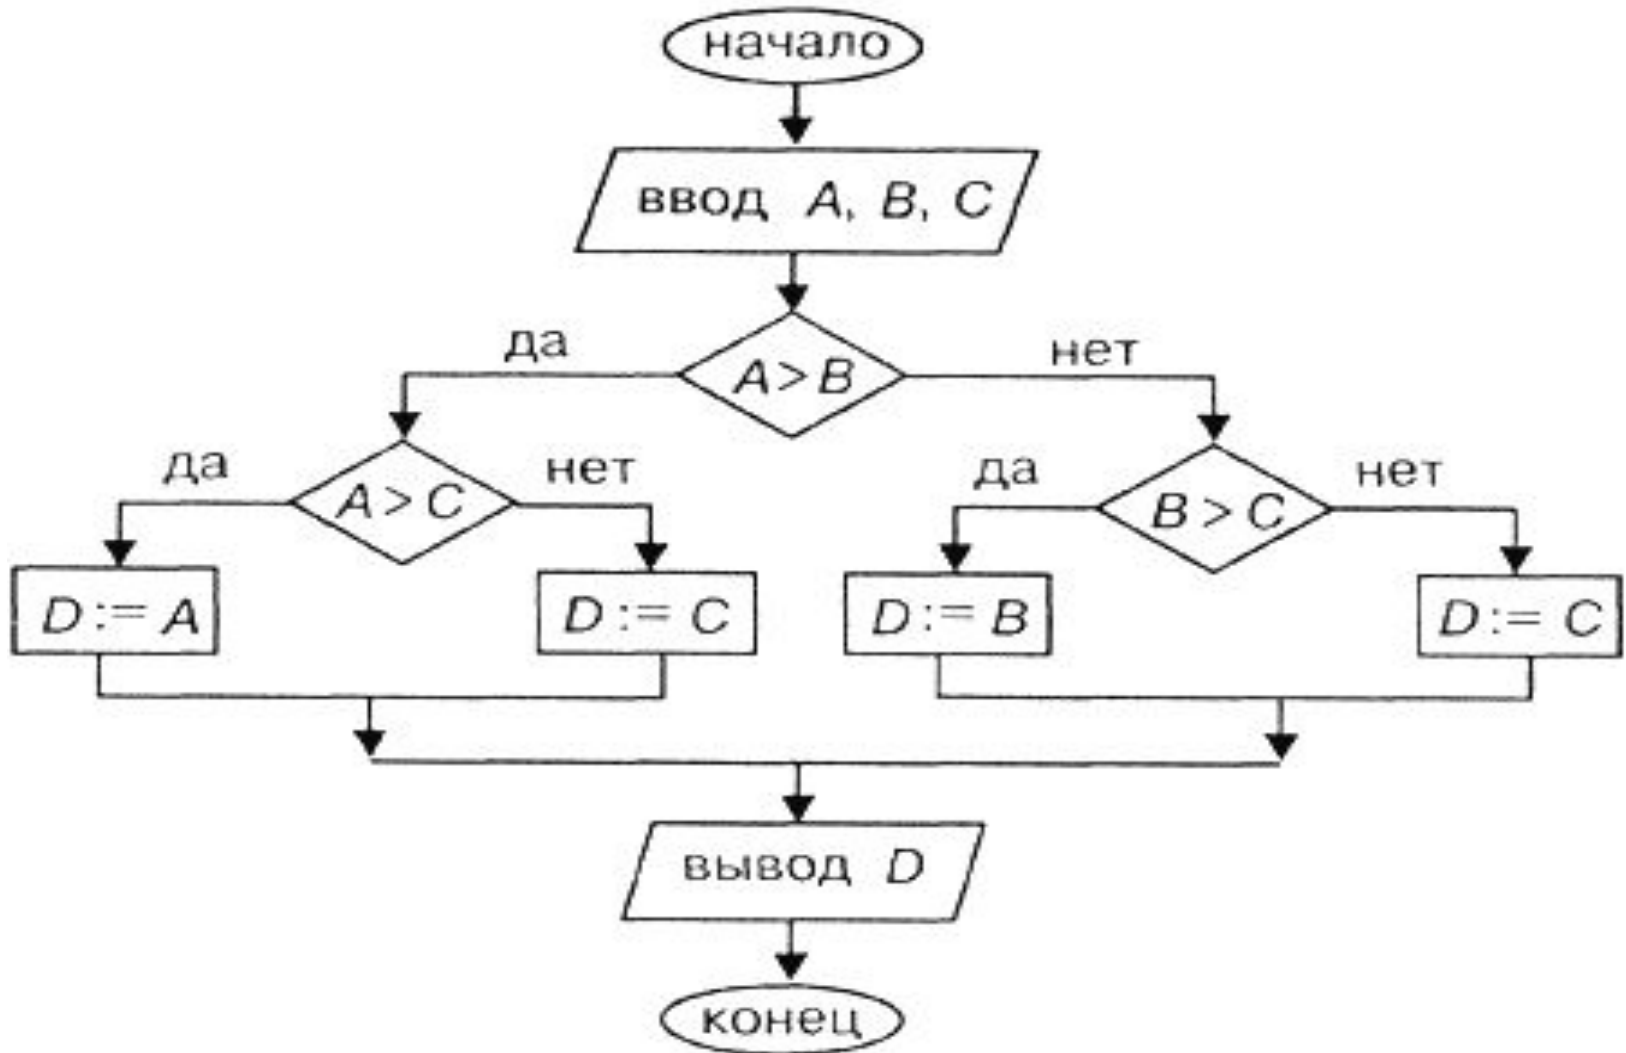 начало
ввод A, B, C
да
A > B
нет
да
A > C
нет
да
B > C
нет
D := A
D := C
D := B
D := C
вывод D
конец